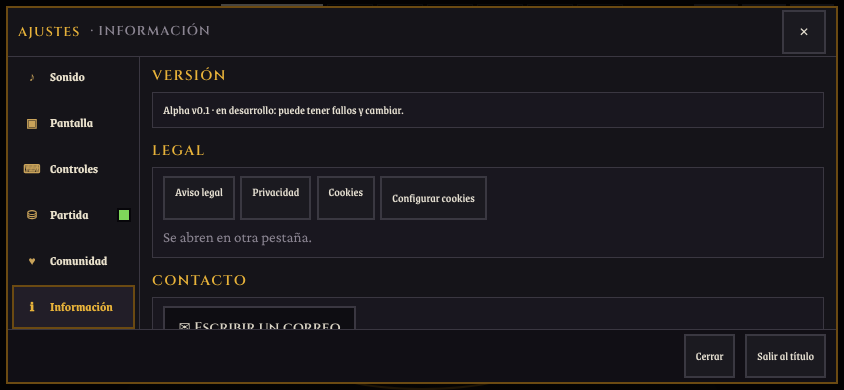 AJUSTES · INFORMACIÓN
Sonido
Pantalla
Controles
Partida
Comunidad
Información
VERSIÓN
Alpha v0.1 · en desarrollo: puede tener fallos y cambiar.
LEGAL
Aviso legal
Privacidad
Cookies
Configurar cookies
Se abren en otra pestaña.
CONTACTO
ESCRIBIR UN CORREO
Cerrar
Salir al título